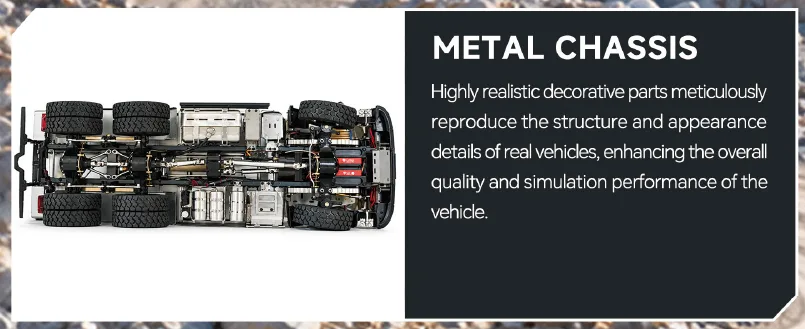 METAL CHASSIS
Highly realistic decorative parts meticulously
reproduce the structure and appearance
details of real vehicles, enhancing the overall
quality and simulation performance of the
vehicle.